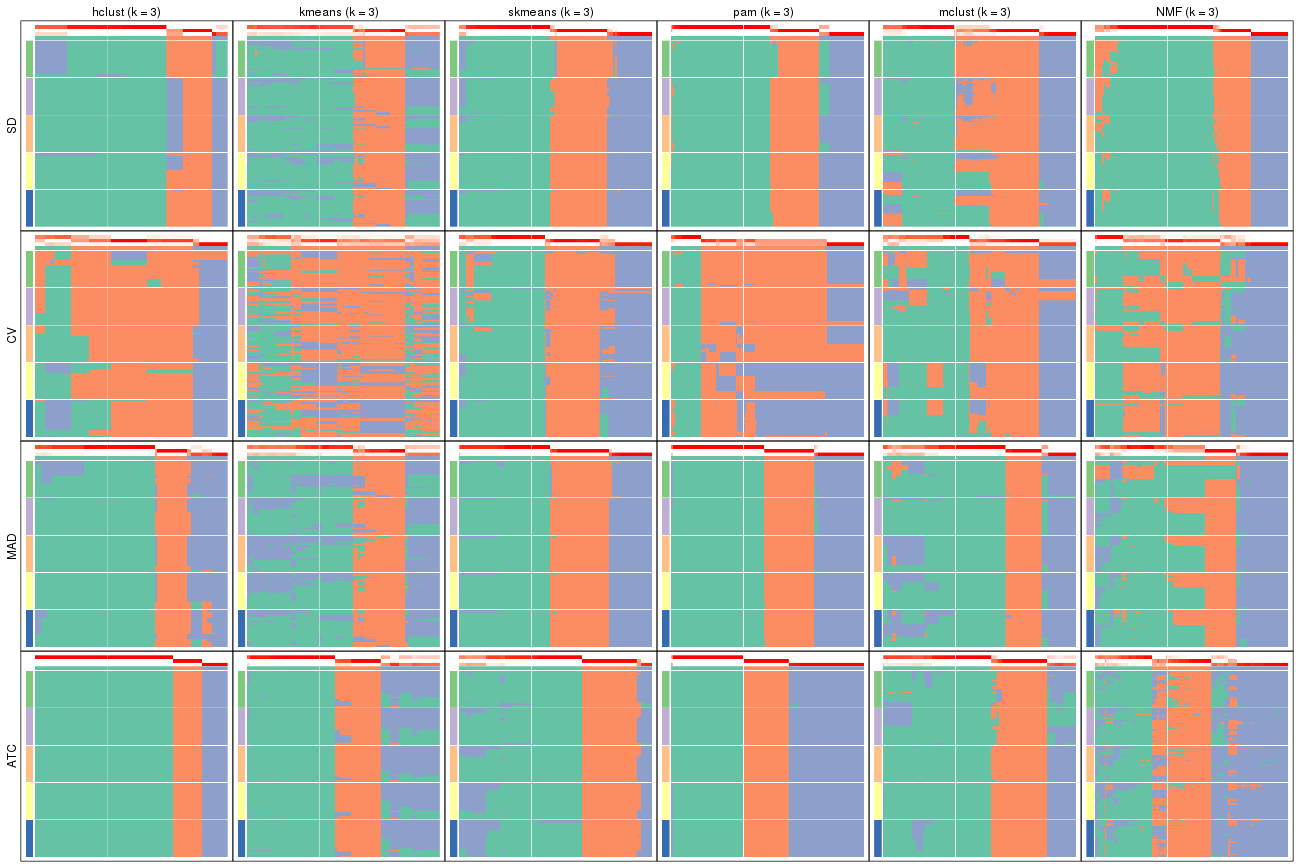 hclust (k = 3)
kmeans (k = 3)
skmeans (k = 3)
pam (k = 3)
mclust (k = 3)
NMF (k = 3)
SD
CV
MAD
ATC